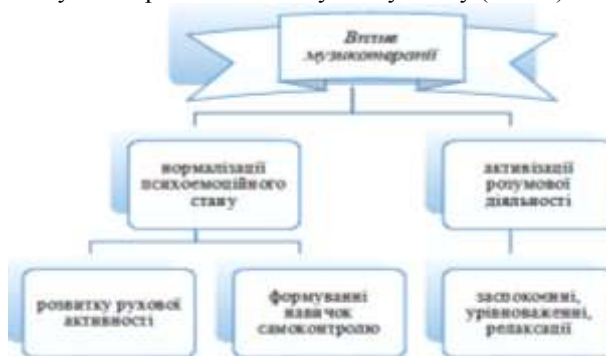 Вплив
музикотерапії
нормалізації
психоемоційного
стану
активізації
розумової
діяльності
розвитку рухової
активності
формуванні
навичок
самоконтролю
заспокоєнні,
урівноваженні,
релаксації